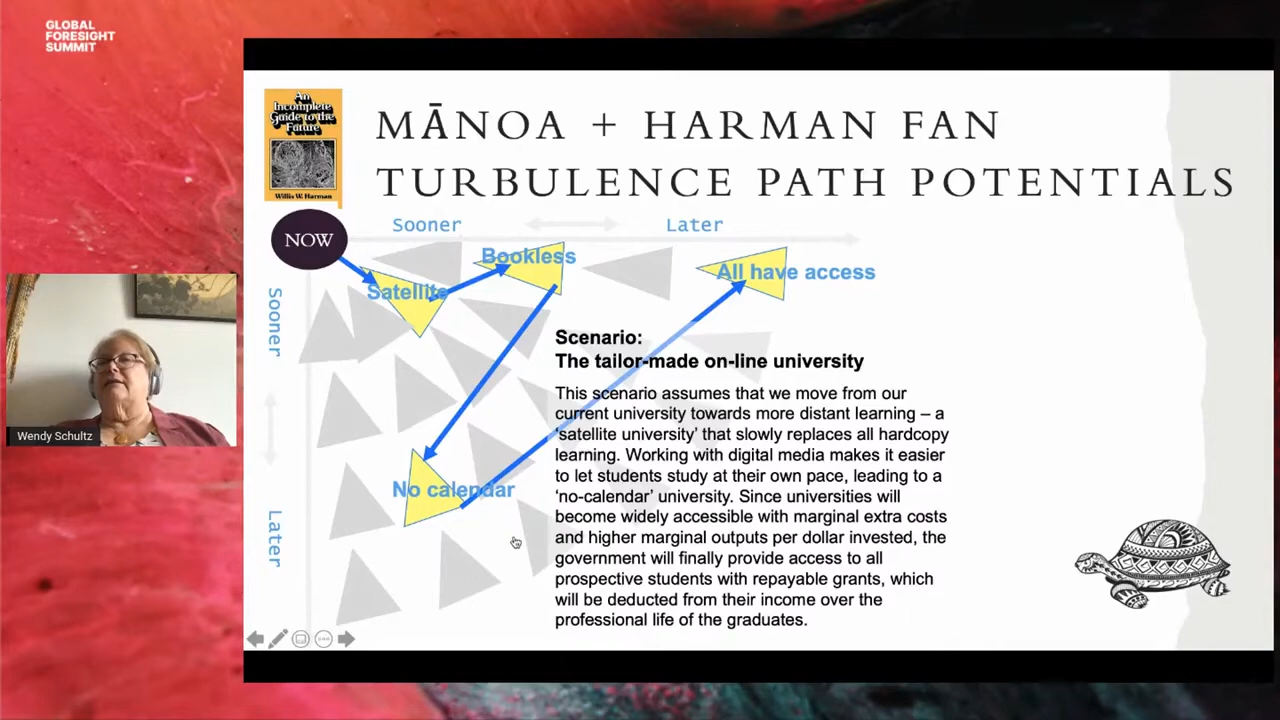 GLOBAL
FORESIGHT
SUMMIT
An
Incomplete
Guide to the
Future
Willis W. Harman
MĀNOA + HARMAN FAN
TURBULENCE PATH POTENTIALS
NOW
Sooner
Later
Sooner
Later
Satellite
Bookless
All have access
No calendar
Scenario:
The tailor-made on-line university
This scenario assumes that we move from our
current university towards more distant learning – a
‘satellite university’ that slowly replaces all hardcopy
learning. Working with digital media makes it easier
to let students study at their own pace, leading to a
‘no-calendar’ university. Since universities will
become widely accessible with marginal extra costs
and higher marginal outputs per dollar invested, the
government will finally provide access to all
prospective students with repayable grants, which
will be deducted from their income over the
professional life of the graduates.
Wendy Schultz